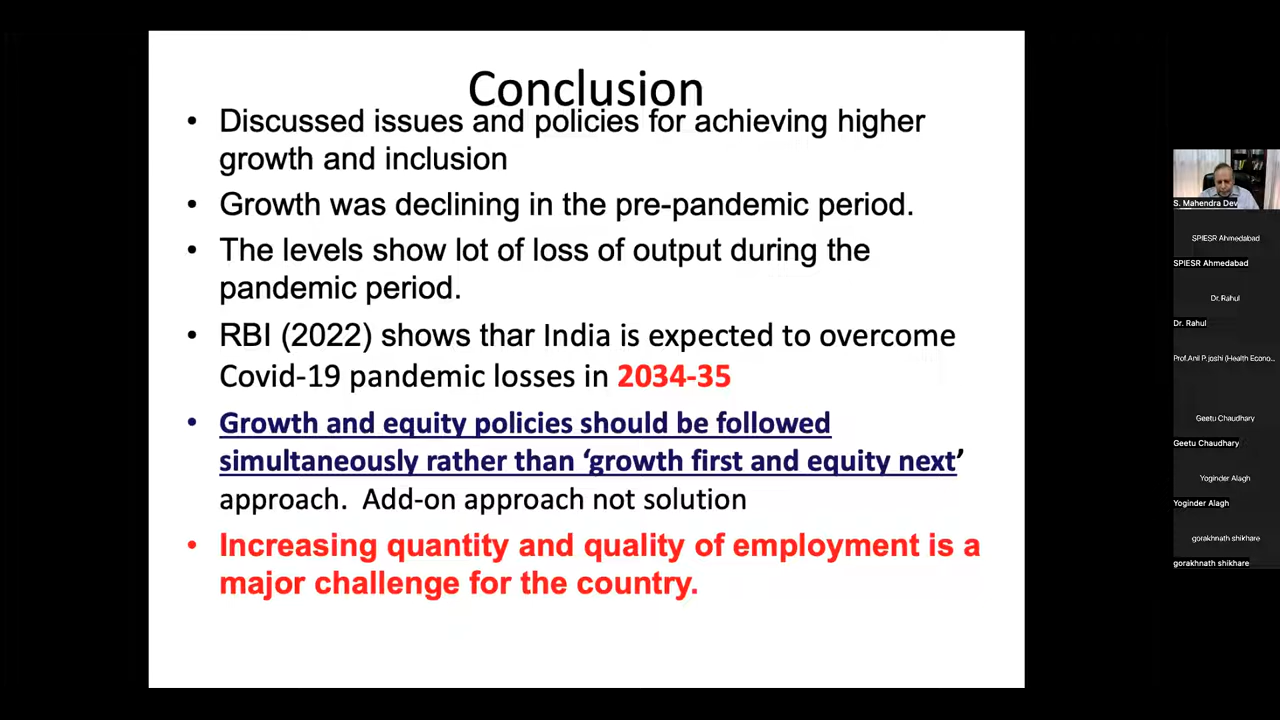 Conclusion
• Discussed issues and policies for achieving higher
growth and inclusion
• Growth was declining in the pre-pandemic period.
• The levels show lot of loss of output during the
pandemic period.
• RBI (2022) shows thar India is expected to overcome
Covid-19 pandemic losses in 2034-35
• Growth and equity policies should be followed
simultaneously rather than ‘growth first and equity next’
approach.  Add-on approach not solution
• Increasing quantity and quality of employment is a
major challenge for the country.
S. Mahendra Dev
SPIESR Ahmedabad
SPIESR Ahmedabad
Dr. Rahul
Dr. Rahul
Prof.Anil P. joshi (Health Econo...
Geetu Chaudhary
Geetu Chaudhary
Yoginder Alagh
Yoginder Alagh
gorakhnath shikhare
gorakhnath shikhare